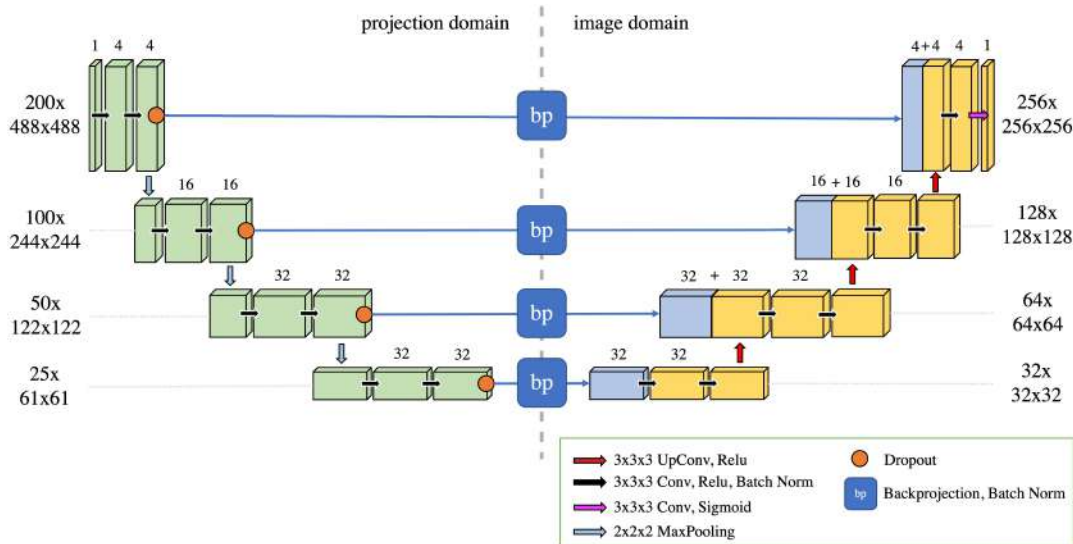 projection domain
image domain
1 4 4
4+4 4 1
200x
488x488
bp
256x
256x256
16 16
16 + 16 16
100x
244x244
bp
128x
128x128
32 32
32 + 32 32
50x
122x122
bp
64x
64x64
32 32
32 32
25x
61x61
bp
32x
32x32
3x3x3 UpConv, Relu
3x3x3 Conv, Relu, Batch Norm
3x3x3 Conv, Sigmoid
2x2x2 MaxPooling
Dropout
bp
Backprojection, Batch Norm